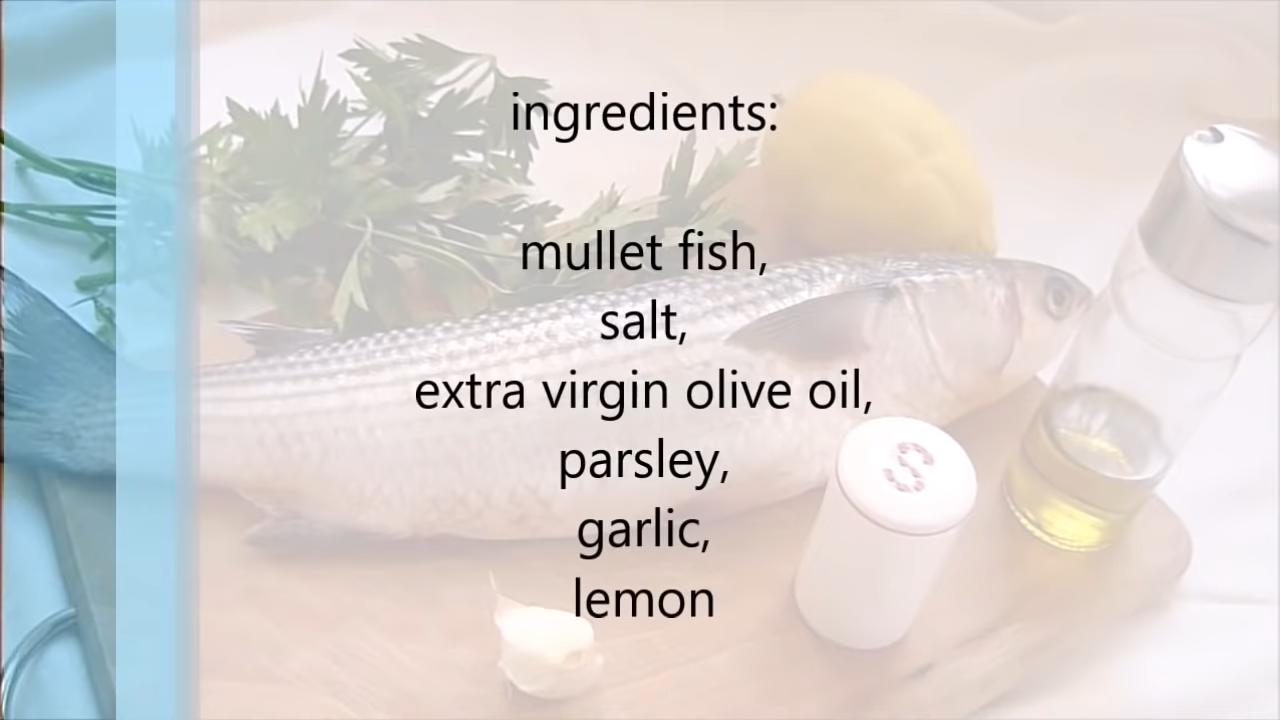 ingredients:
mullet fish,
salt,
extra virgin olive oil,
parsley,
S
garlic,
lemon